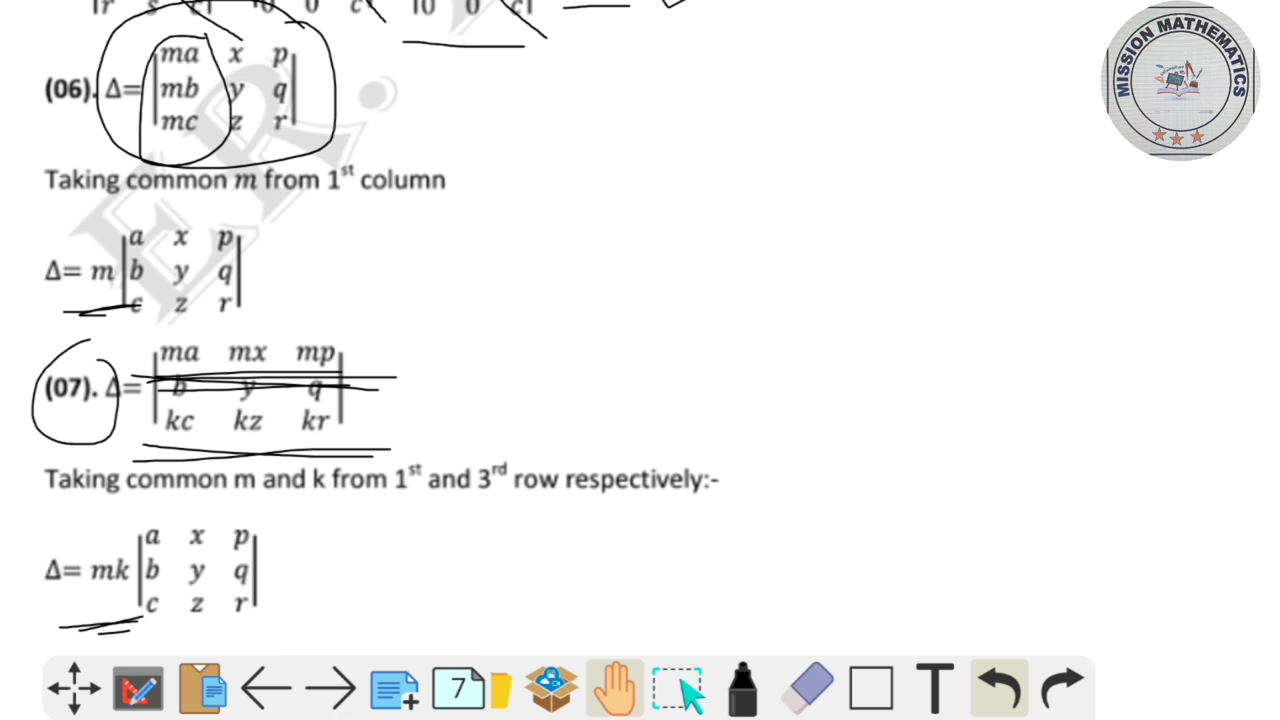 MISSION MATHEMATICS
ma x p
(06). Δ= mb y q
mc z r
E.R.
Taking common m from 1st column
a x p
Δ= m b y q
c z r
ma mx mp
(07). Δ= b y q
kc kz kr
Taking common m and k from 1st and 3rd row respectively:-
a x p
Δ= mk b y q
c z r
7 T